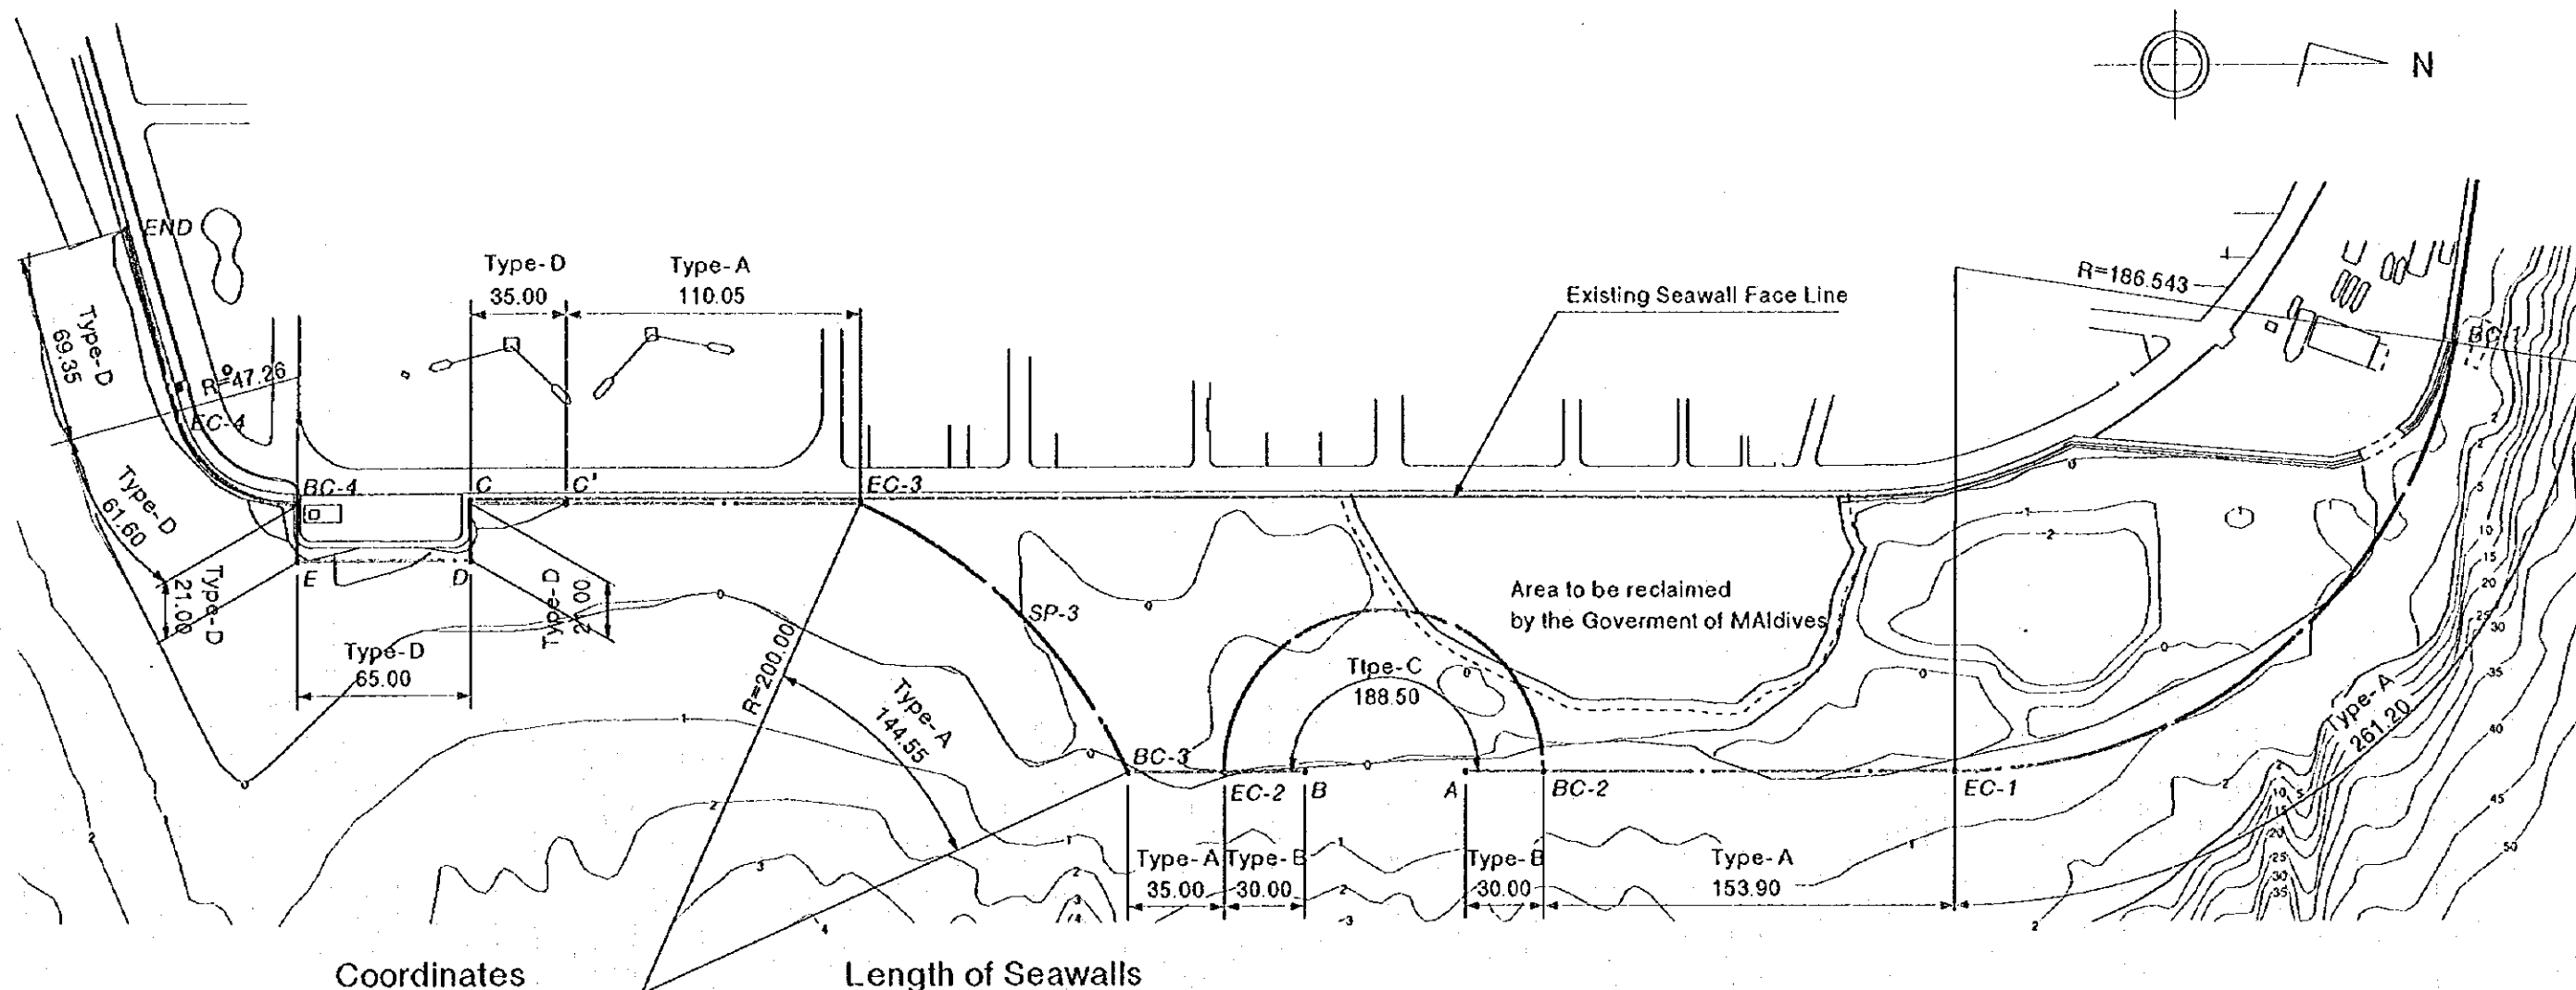 N
END
Type-D
35.00
Type-A
110.05
Existing Seawall Face Line
R=186.543
Type-D
69.35
R=47.26
EC-4
BC-4
C
C'
EC-3
Type-D
61.60
Type-D
21.00
E
D
Type-D
21.00
Type-D
65.00
SP-3
R=200.00
Type-A
144.55
Area to be reclaimed
by the Goverment of MAldives
Ttpe-C
188.50
BC-3
EC-2
B
A
BC-2
EC-1
Type-A
261.20
Type-A
35.00
Type-B
30.00
Type-B
30.00
Type-A
153.90
Coordinates
Length of Seawalls